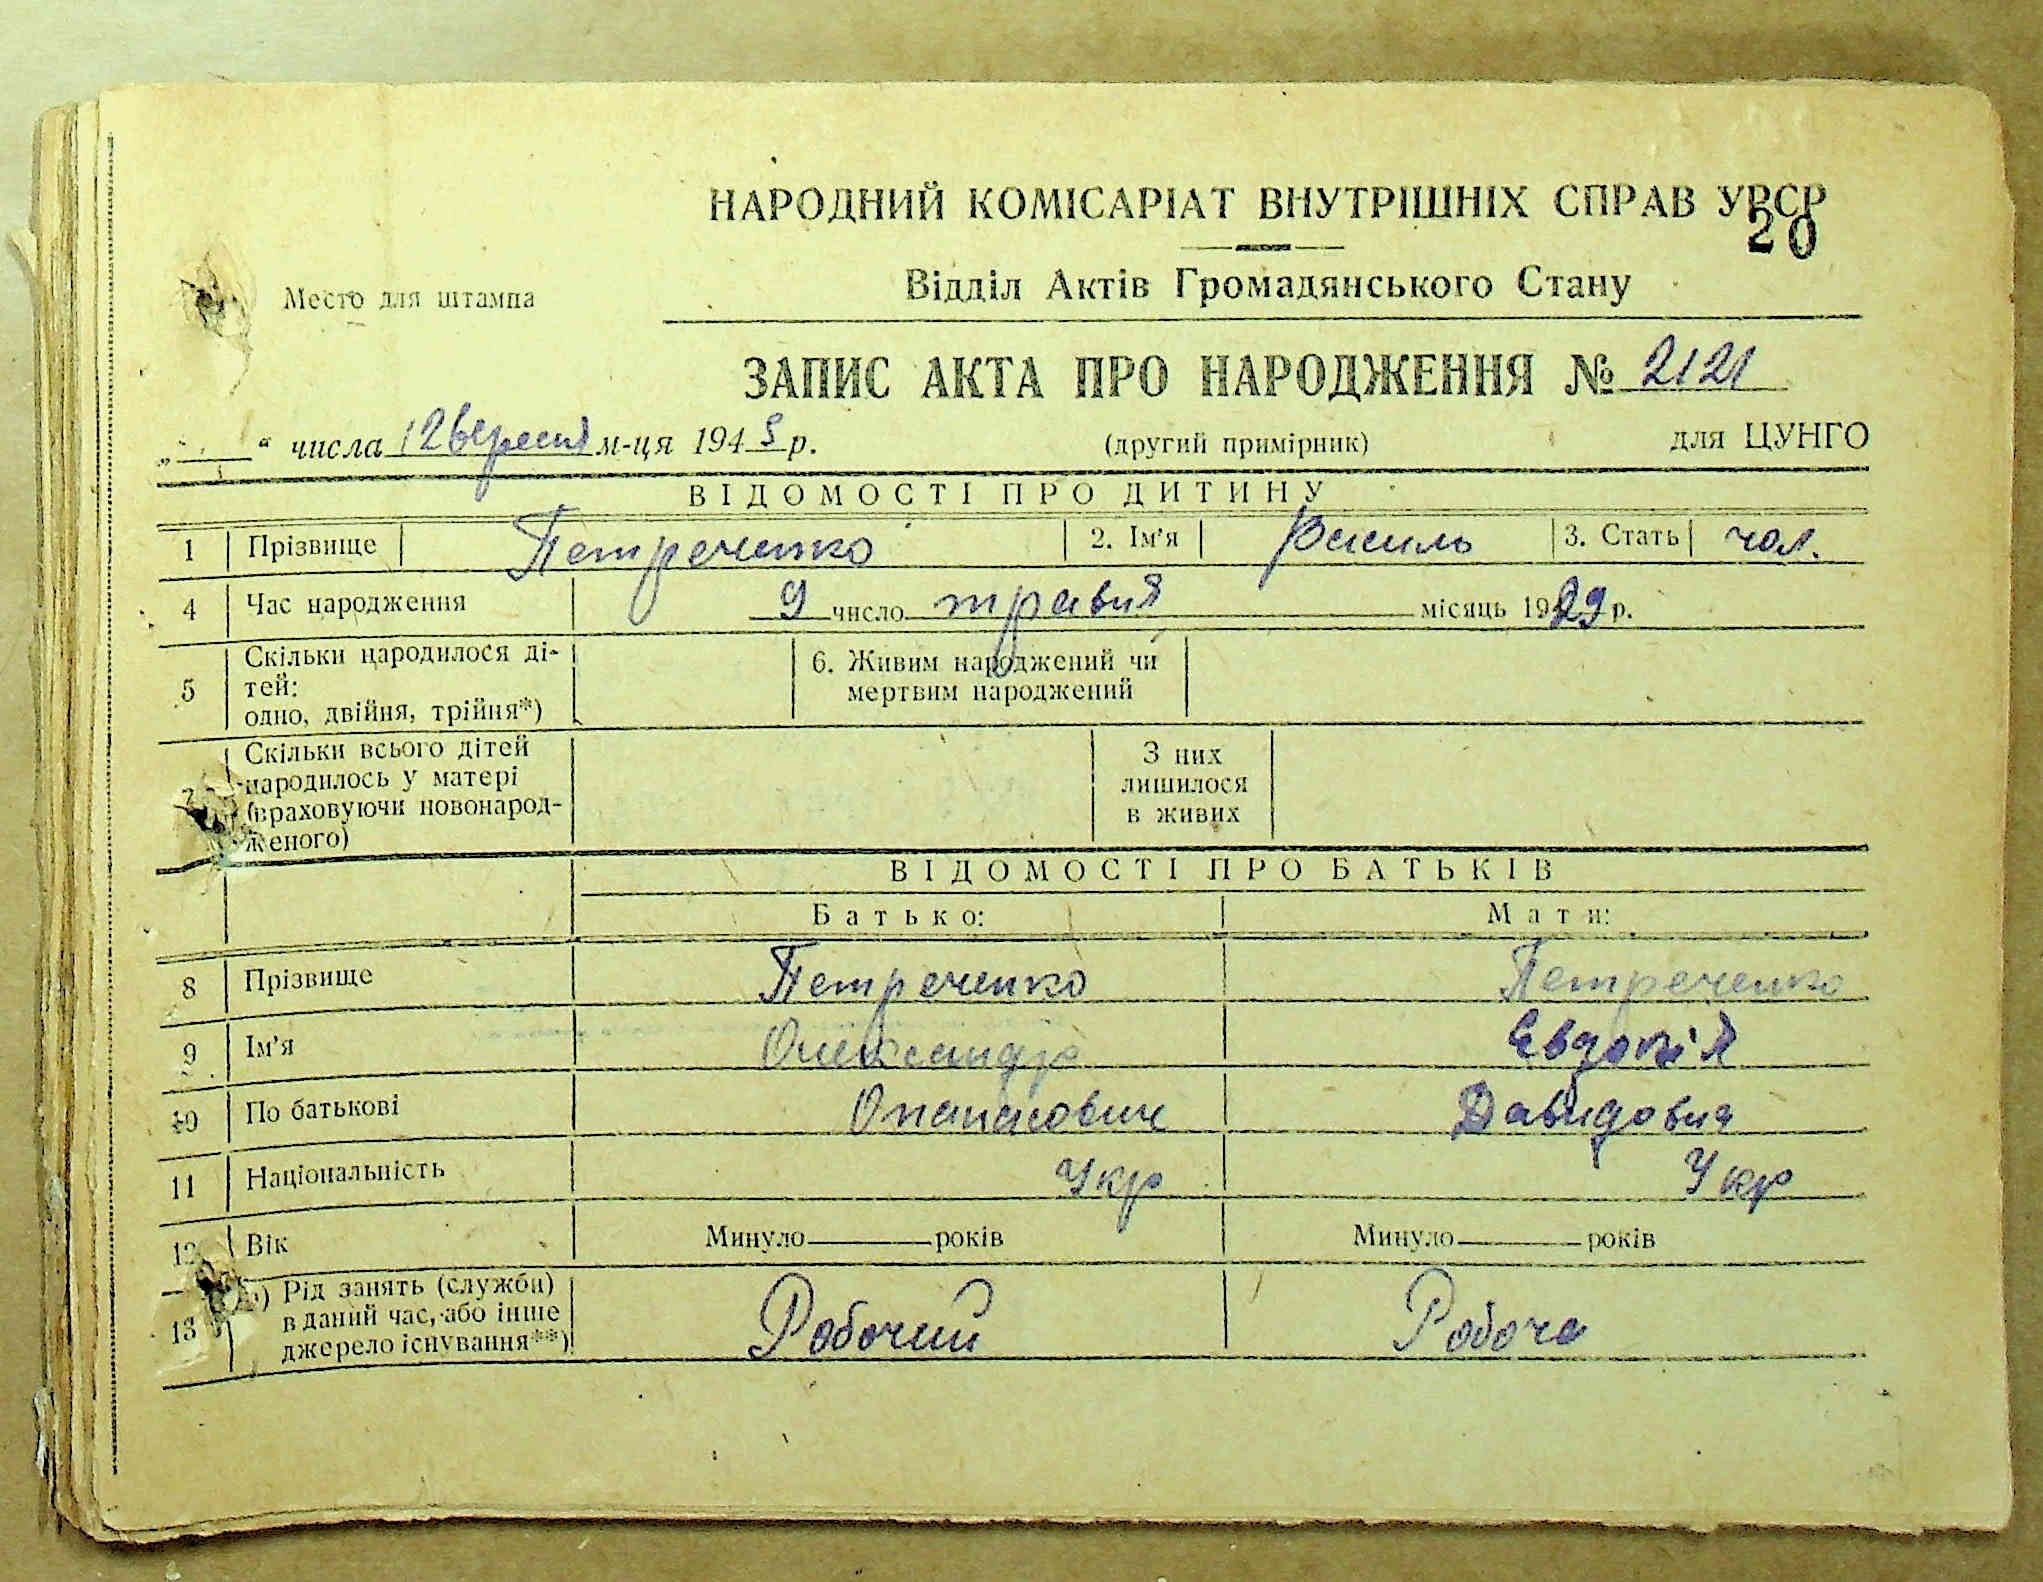 НАРОДНИЙ КОМІСАРІАТ ВНУТРІШНІХ СПРАВ УРСР
20
Место для штампа
Відділ Актів Громадянського Стану
ЗАПИС АКТА ПРО НАРОДЖЕННЯ № 2121
„ “ числа 12 вересня м-ця 1945 р. (другий примірник) для ЦУНГО
ВІДОМОСТІ ПРО ДИТИНУ
1 Прізвище Петреченко 2. Ім'я Василь 3. Стать чол.
4 Час народження 9 число травня місяць 1929 р.
5 Скільки народилося ді-
тей:
одно, двійня, трійня*)
6. Живим народжений чи
мертвим народжений
7 Скільки всього дітей
народилось у матері
(враховуючи новонарод-
женого)
З них
лишилося
в живих
ВІДОМОСТІ ПРО БАТЬКІВ
Батько: Мати:
8 Прізвище Петреченко Петреченко
9 Ім'я Олександр Євдокія
10 По батькові Опанасович Давидовна
11 Національність Укр Укр
12 Вік Минуло років Минуло років
13 а) Рід занять (служби)
в даний час, або інше
джерело існування**)
Робочий Робоча